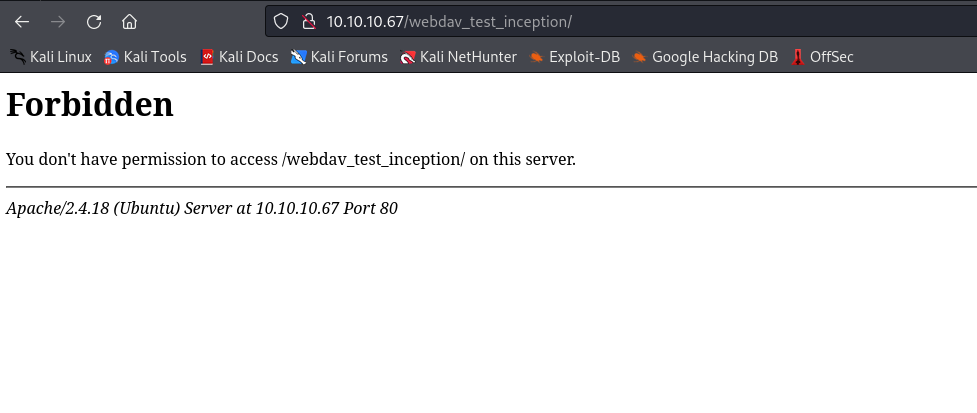 10.10.10.67/webdav_test_inception/
Kali Linux Kali Tools Kali Docs Kali Forums Kali NetHunter Exploit-DB Google Hacking DB OffSec
Forbidden
You don't have permission to access /webdav_test_inception/ on this server.
Apache/2.4.18 (Ubuntu) Server at 10.10.10.67 Port 80